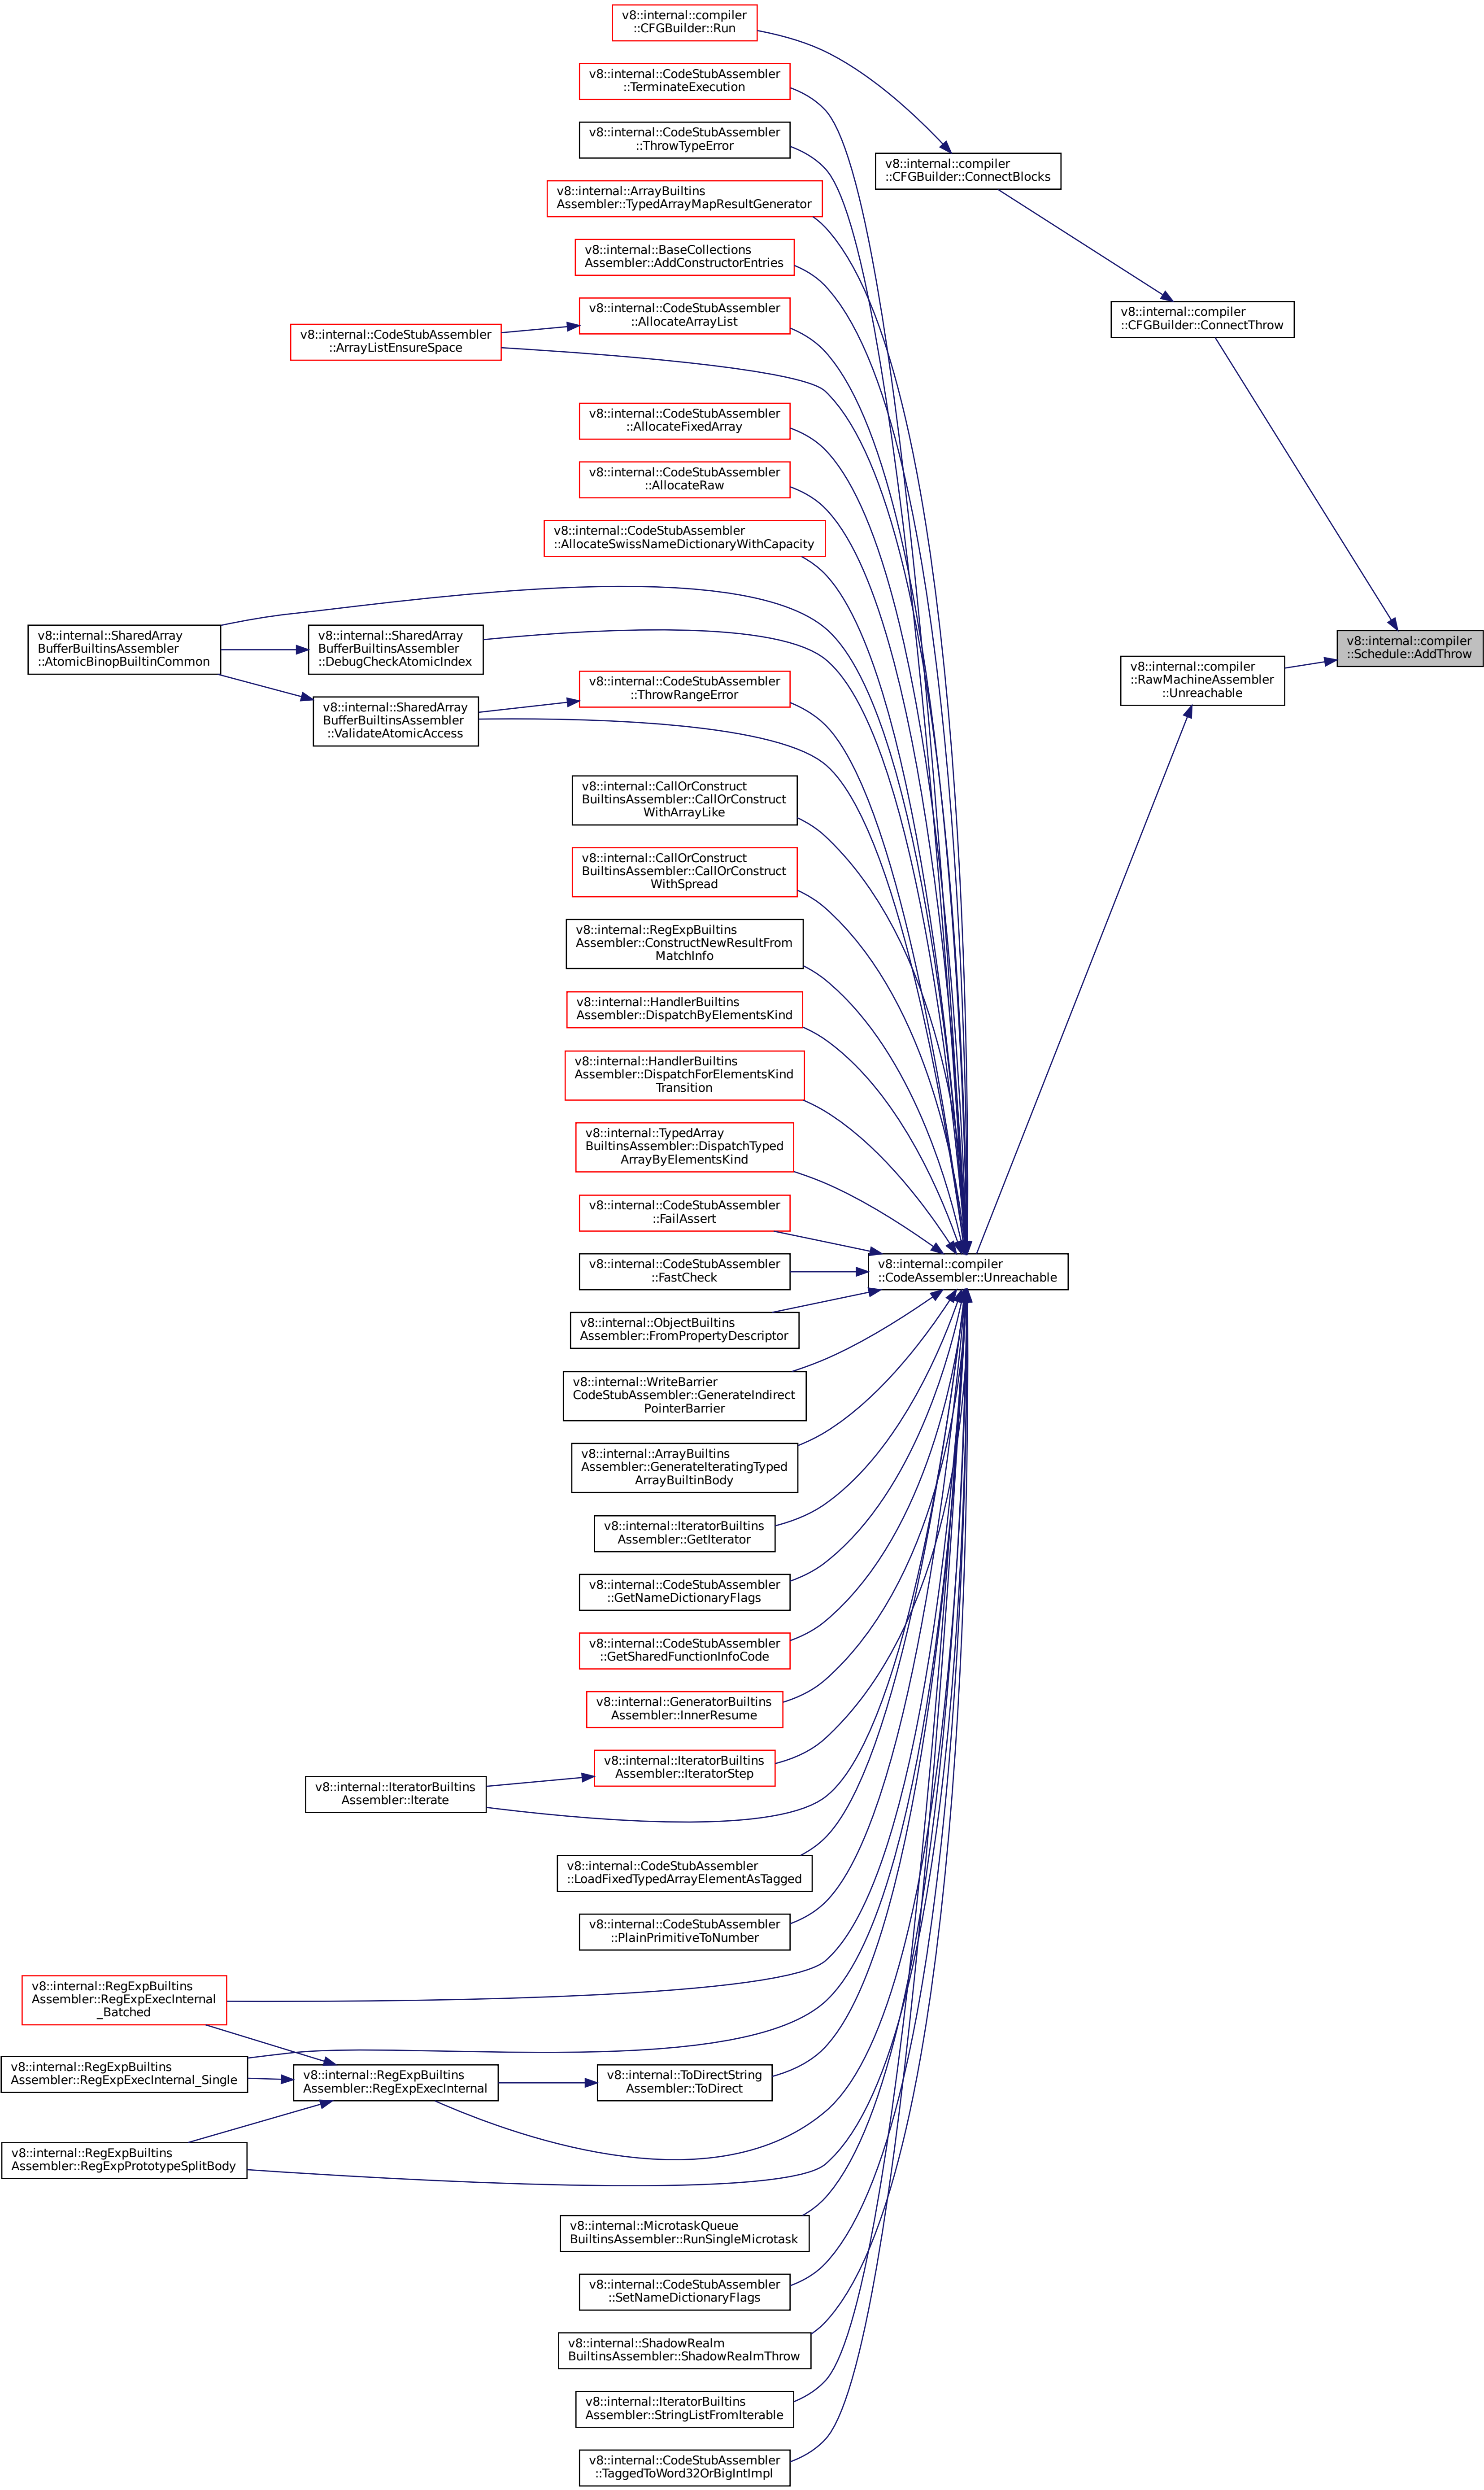 v8::internal::compiler
::CFGBuilder::Run
v8::internal::CodeStubAssembler
::TerminateExecution
v8::internal::CodeStubAssembler
::ThrowTypeError
v8::internal::compiler
::CFGBuilder::ConnectBlocks
v8::internal::ArrayBuiltins
Assembler::TypedArrayMapResultGenerator
v8::internal::BaseCollections
Assembler::AddConstructorEntries
v8::internal::CodeStubAssembler
::AllocateArrayList
v8::internal::compiler
::CFGBuilder::ConnectThrow
v8::internal::CodeStubAssembler
::ArrayListEnsureSpace
v8::internal::CodeStubAssembler
::AllocateFixedArray
v8::internal::CodeStubAssembler
::AllocateRaw
v8::internal::CodeStubAssembler
::AllocateSwissNameDictionaryWithCapacity
v8::internal::SharedArray
BufferBuiltinsAssembler
::AtomicBinopBuiltinCommon
v8::internal::SharedArray
BufferBuiltinsAssembler
::DebugCheckAtomicIndex
v8::internal::compiler
::Schedule::AddThrow
v8::internal::compiler
::RawMachineAssembler
::Unreachable
v8::internal::CodeStubAssembler
::ThrowRangeError
v8::internal::SharedArray
BufferBuiltinsAssembler
::ValidateAtomicAccess
v8::internal::CallOrConstruct
BuiltinsAssembler::CallOrConstruct
WithArrayLike
v8::internal::CallOrConstruct
BuiltinsAssembler::CallOrConstruct
WithSpread
v8::internal::RegExpBuiltins
Assembler::ConstructNewResultFrom
MatchInfo
v8::internal::HandlerBuiltins
Assembler::DispatchByElementsKind
v8::internal::HandlerBuiltins
Assembler::DispatchForElementsKind
Transition
v8::internal::TypedArray
BuiltinsAssembler::DispatchTyped
ArrayByElementsKind
v8::internal::CodeStubAssembler
::FailAssert
v8::internal::CodeStubAssembler
::FastCheck
v8::internal::compiler
::CodeAssembler::Unreachable
v8::internal::ObjectBuiltins
Assembler::FromPropertyDescriptor
v8::internal::WriteBarrier
CodeStubAssembler::GenerateIndirect
PointerBarrier
v8::internal::ArrayBuiltins
Assembler::GenerateIteratingTyped
ArrayBuiltinBody
v8::internal::IteratorBuiltins
Assembler::GetIterator
v8::internal::CodeStubAssembler
::GetNameDictionaryFlags
v8::internal::CodeStubAssembler
::GetSharedFunctionInfoCode
v8::internal::GeneratorBuiltins
Assembler::InnerResume
v8::internal::IteratorBuiltins
Assembler::IteratorStep
v8::internal::IteratorBuiltins
Assembler::Iterate
v8::internal::CodeStubAssembler
::LoadFixedTypedArrayElementAsTagged
v8::internal::CodeStubAssembler
::PlainPrimitiveToNumber
v8::internal::RegExpBuiltins
Assembler::RegExpExecInternal
_Batched
v8::internal::RegExpBuiltins
Assembler::RegExpExecInternal_Single
v8::internal::RegExpBuiltins
Assembler::RegExpExecInternal
v8::internal::ToDirectString
Assembler::ToDirect
v8::internal::RegExpBuiltins
Assembler::RegExpPrototypeSplitBody
v8::internal::MicrotaskQueue
BuiltinsAssembler::RunSingleMicrotask
v8::internal::CodeStubAssembler
::SetNameDictionaryFlags
v8::internal::ShadowRealm
BuiltinsAssembler::ShadowRealmThrow
v8::internal::IteratorBuiltins
Assembler::StringListFromIterable
v8::internal::CodeStubAssembler
::TaggedToWord32OrBigIntImpl